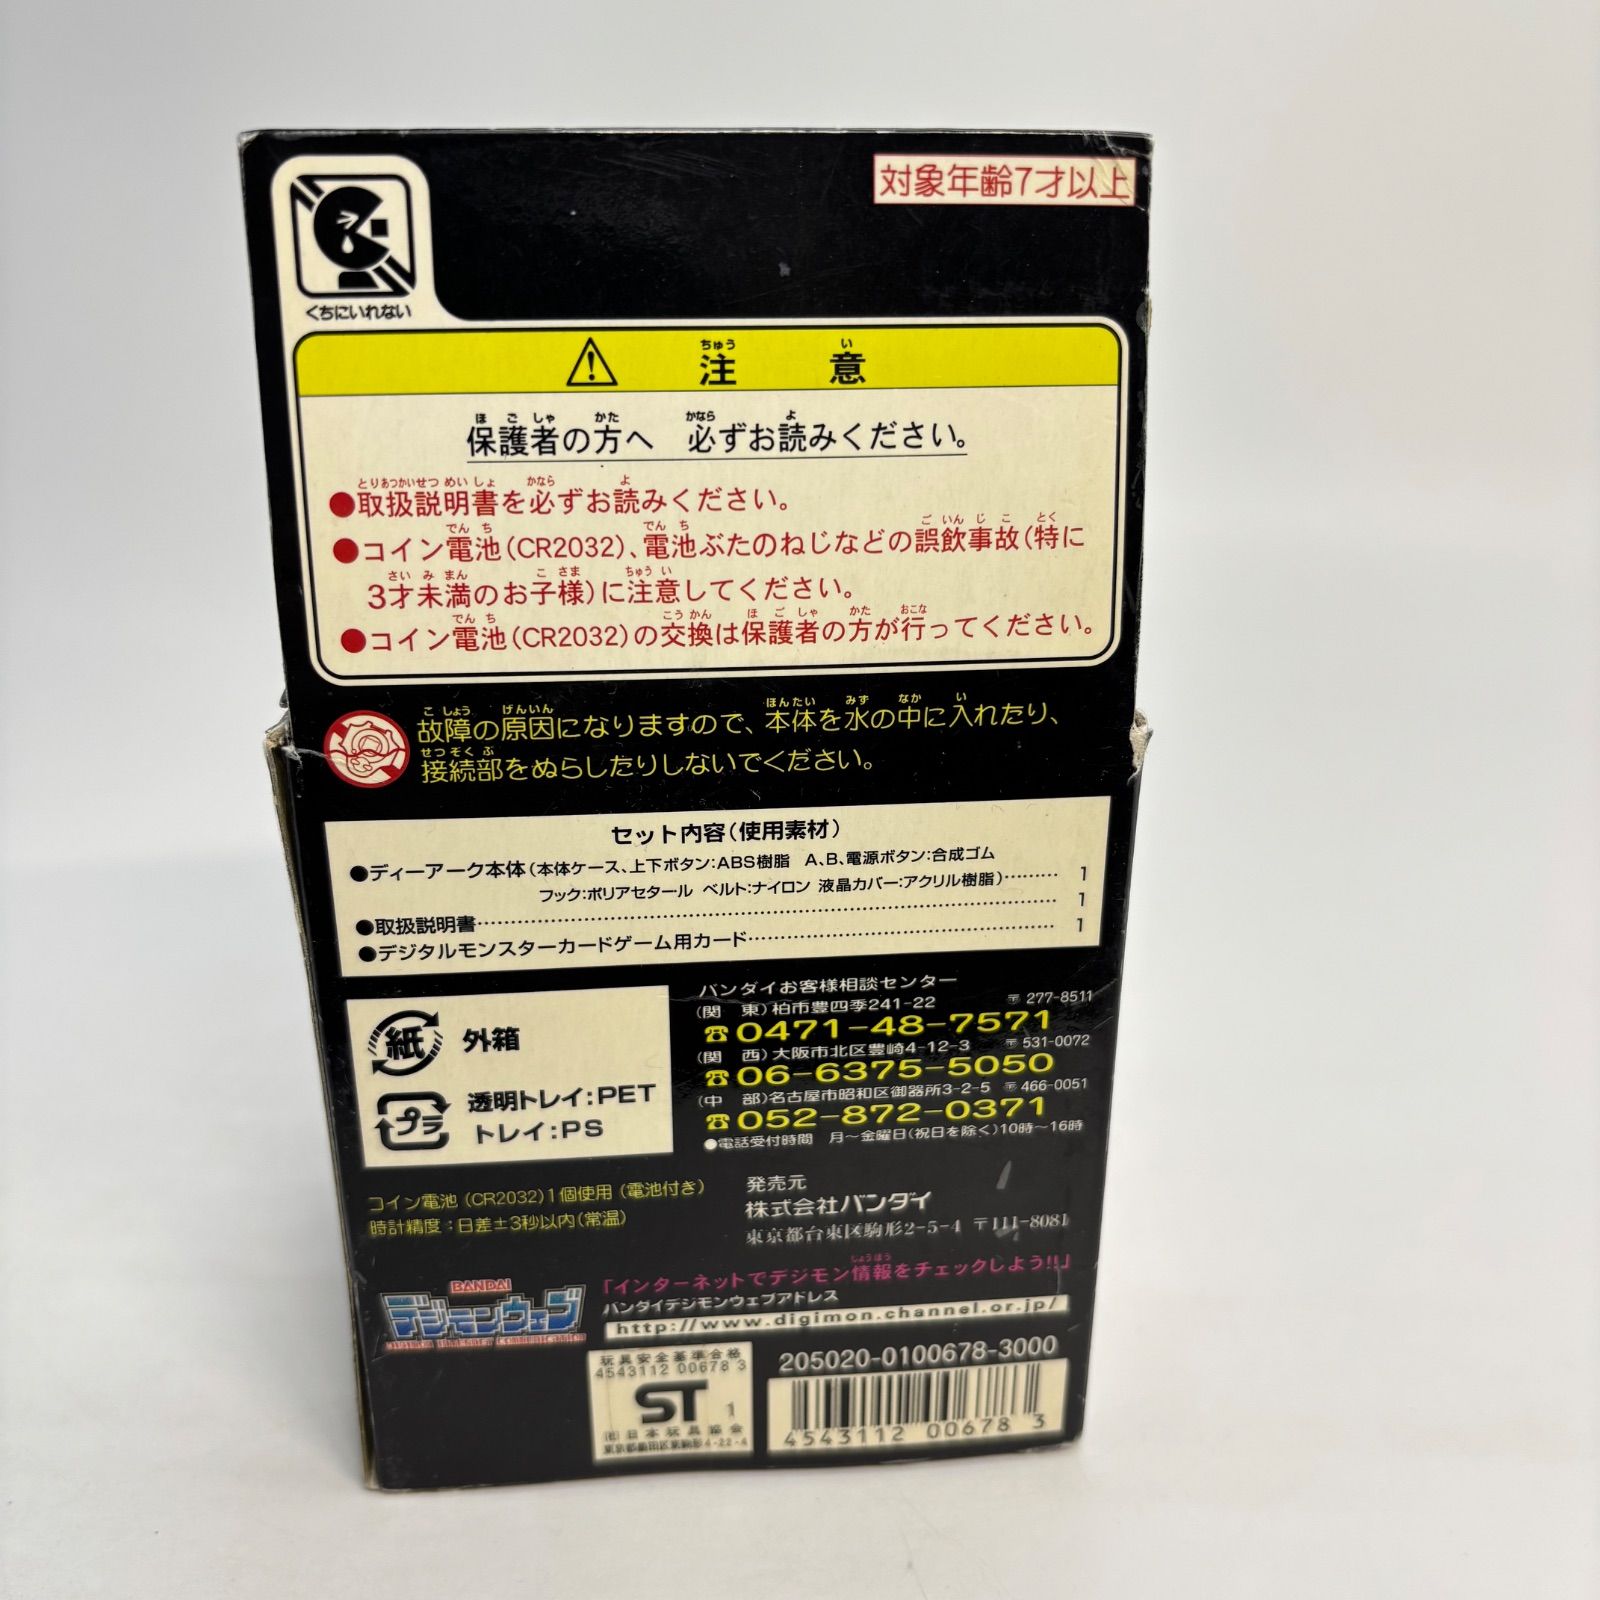 対象年齢7才以上
くちにいれない
注意
保護者の方へ 必ずお読みください。
●取扱説明書を必ずお読みください。
●コイン電池(CR2032)、電池ぶたのねじなどの誤飲事故(特に
3才未満のお子様)に注意してください。
●コイン電池(CR2032)の交換は保護者の方が行ってください。
故障の原因になりますので、本体を水の中に入れたり、
接続部をぬらしたりしないでください。
セット内容(使用素材)
●ディーアーク本体(本体ケース、上下ボタン:ABS樹脂 A、B、電源ボタン:合成ゴム
フック:ポリアセタール ベルト:ナイロン 液晶カバー:アクリル樹脂)………1
●取扱説明書………1
●デジタルモンスターカードゲーム用カード………1
紙 外箱
プラ 透明トレイ:PET
トレイ:PS
バンダイお客様相談センター
(関 東)柏市豊四季241-22 〒277-8511
☎0471-48-7571
(関 西)大阪市北区豊崎4-12-3 〒531-0072
☎06-6375-5050
(中 部)名古屋市昭和区御器所3-2-5 〒466-0051
☎052-872-0371
●電話受付時間 月〜金曜日(祝日を除く)10時〜16時
コイン電池(CR2032)1個使用(電池付き)
時計精度:日差±3秒以内(常温)
発売元
株式会社バンダイ
東京都台東区駒形2-5-4 〒111-8081
「インターネットでデジモン情報をチェックしよう!!」
バンダイデジモンウェブアドレス
http://www.digimon.channel.or.jp/
BANDAI
デジモンウェブ
玩具安全基準合格
4543112 00678 3
ST 1
(社)日本玩具協会
東京都墨田区東駒形4-22-4
205020-0100678-3000
4543112 00678 3